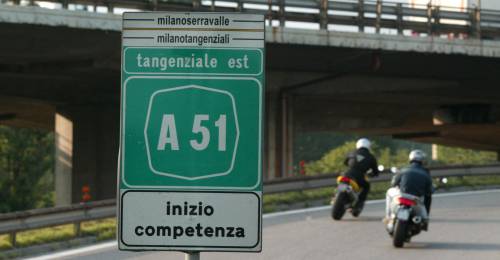 milanoserravalle
milanotangenziali
tangenziale est
A 51
inizio
competenza